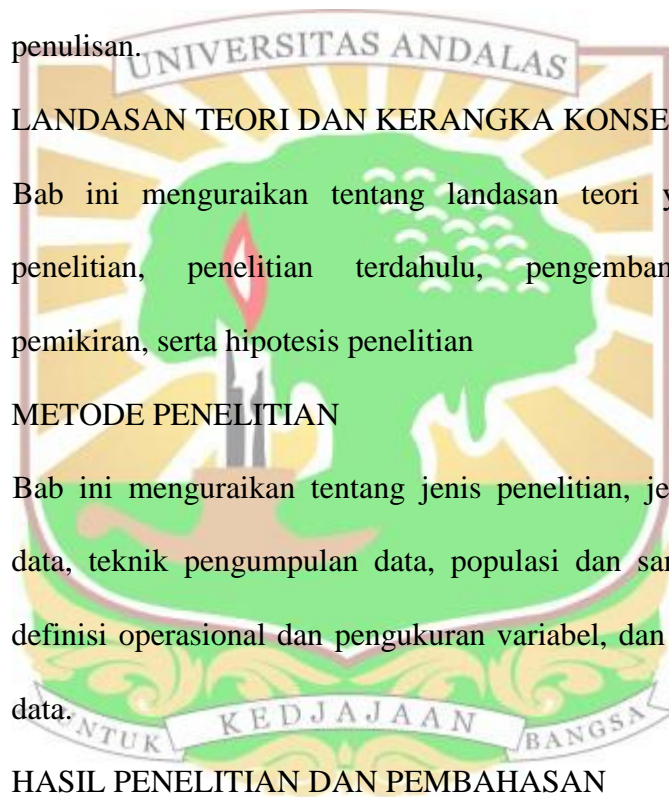 penulisan.
UNIVERSITAS ANDALAS
LANDASAN TEORI DAN KERANGKA KONSE
Bab ini menguraikan tentang landasan teori y
penelitian, penelitian terdahulu, pengemban
pemikiran, serta hipotesis penelitian
METODE PENELITIAN
Bab ini menguraikan tentang jenis penelitian, je
data, teknik pengumpulan data, populasi dan sar
definisi operasional dan pengukuran variabel, dan
data.
UNTUK KEDJAJAAN BANGSA
HASIL PENELITIAN DAN PEMBAHASAN